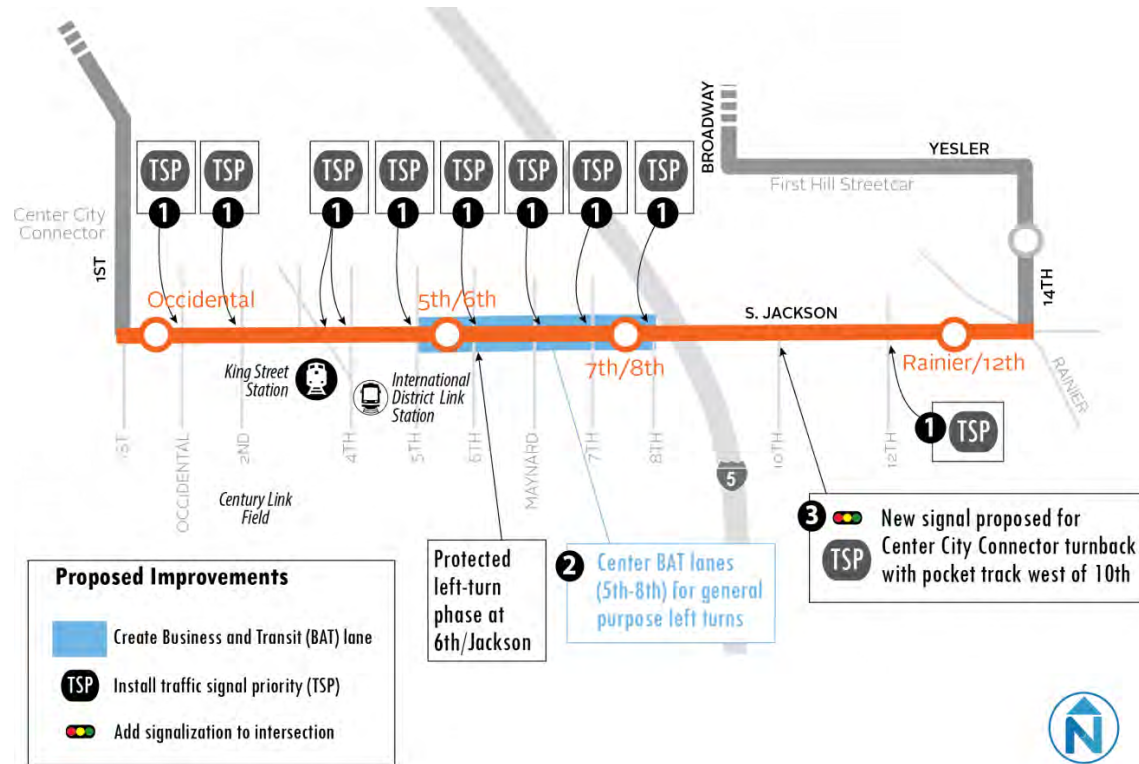 BROADWAY
YESLER
First Hill Streetcar
TSP
TSP
TSP
TSP
TSP
TSP
TSP
TSP
1
1
1
1
1
1
1
1
Center City
Connector
1ST
14TH
Occidental
5th/6th
S. JACKSON
7th/8th
Rainier/12th
King Street
Station
International
District Link
Station
RAINIER
1ST
OCCIDENTAL
2ND
4TH
5TH
6TH
MAYNARD
7TH
8TH
10TH
12TH
1
TSP
5
Century Link
Field
Protected
left-turn
phase at
6th/Jackson
2 Center BAT lanes
(5th-8th) for general
purpose left turns
3 New signal proposed for
TSP Center City Connector turnback
with pocket track west of 10th
Proposed Improvements
Create Business and Transit (BAT) lane
TSP Install traffic signal priority (TSP)
Add signalization to intersection
N